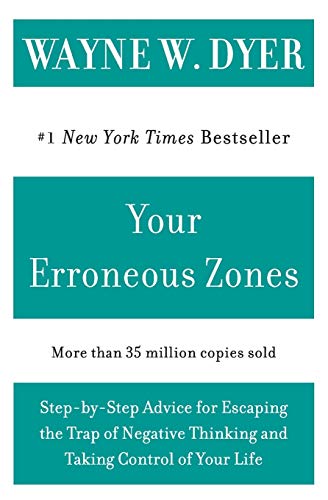 WAYNE W. DYER
#1 New York Times Bestseller
Your
Erroneous Zones
More than 35 million copies sold
Step-by-Step Advice for Escaping
the Trap of Negative Thinking and
Taking Control of Your Life